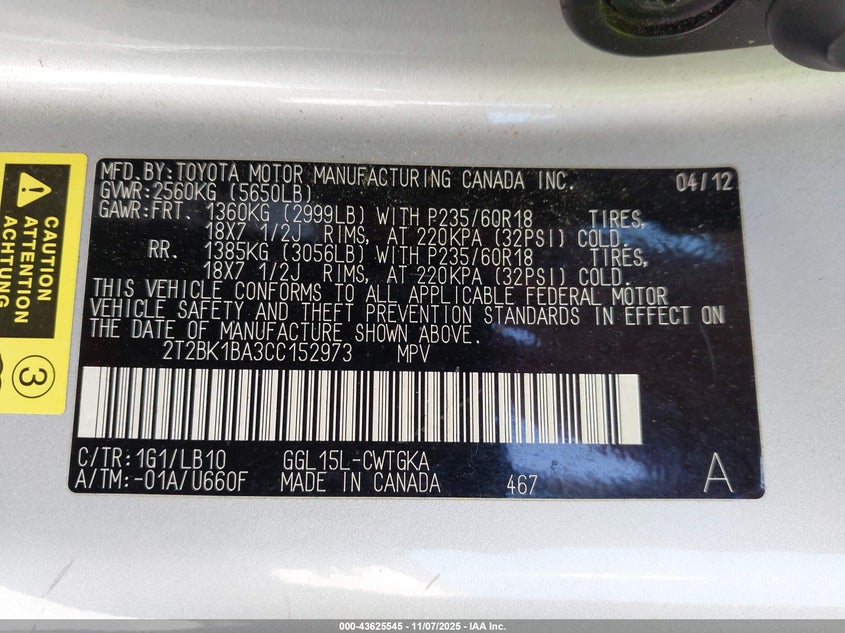 CAUTION
ATTENTION
ACHTUNG
3
MFD.BY:TOYOTA MOTOR MANUFACTURING CANADA INC. 04/12
GVWR:2560KG (5650LB)
GAWR:FRT. 1360KG (2999LB) WITH P235/60R18 TIRES,
18X7 1/2J RIMS, AT 220KPA (32PSI) COLD.
RR. 1385KG (3056LB) WITH P235/60R18 TIRES,
18X7 1/2J RIMS, AT 220KPA (32PSI) COLD.
THIS VEHICLE CONFORMS TO ALL APPLICABLE FEDERAL MOTOR
VEHICLE SAFETY AND THEFT PREVENTION STANDARDS IN EFFECT ON
THE DATE OF MANUFACTURE SHOWN ABOVE.
2T2BK1BA3CC152973 MPV
C/TR:1G1/LB10 GGL15L-CWTGKA
A/TM:-01A/U660F MADE IN CANADA 467 A
000-43625545 - 11/07/2025 - IAA Inc.